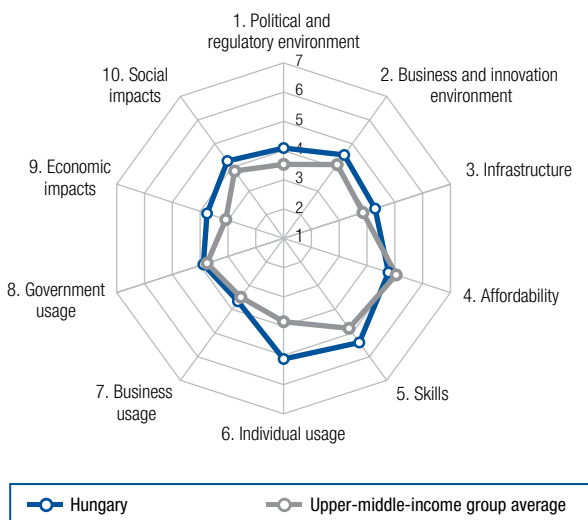 1. Political and
regulatory environment
2. Business and innovation
environment
3. Infrastructure
4. Affordability
5. Skills
6. Individual usage
7. Business
usage
8. Government
usage
9. Economic
impacts
10. Social
impacts
7
6
5
4
3
2
1
Hungary
Upper-middle-income group average